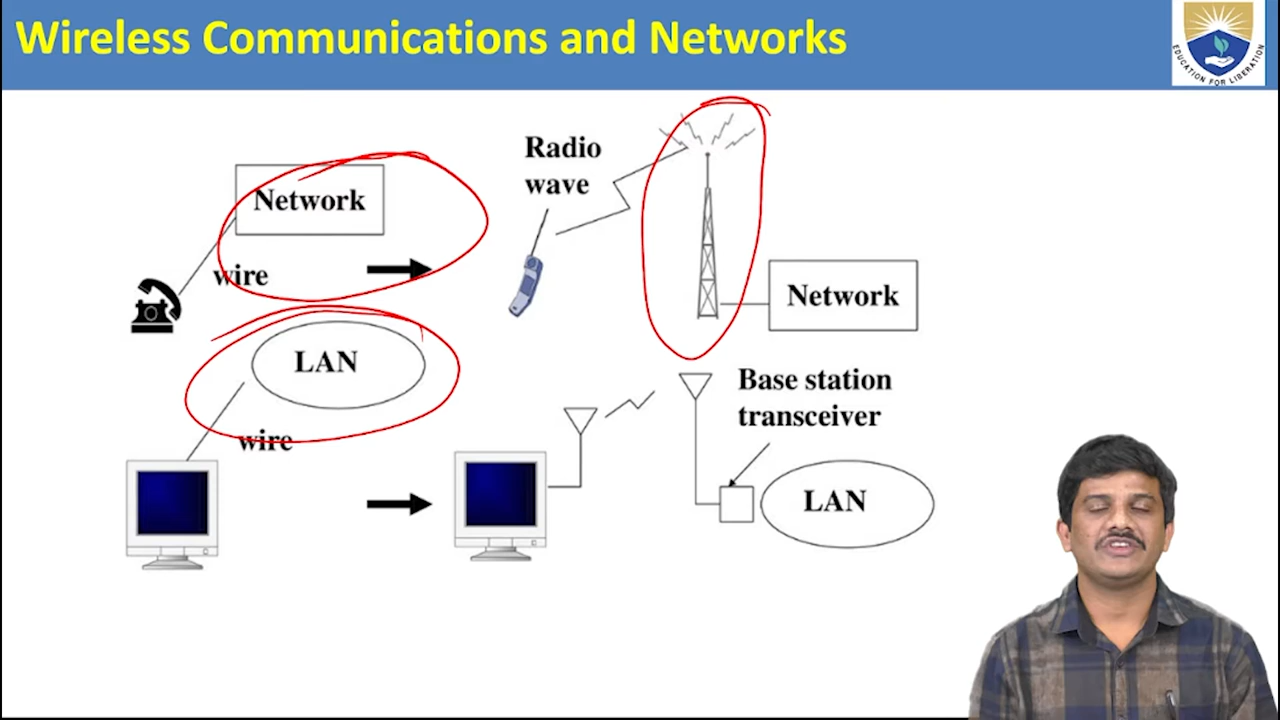 Wireless Communications and Networks
EDUCATION FOR LIBERATION
Network
wire
Radio
wave
Network
LAN
wire
Base station
transceiver
LAN